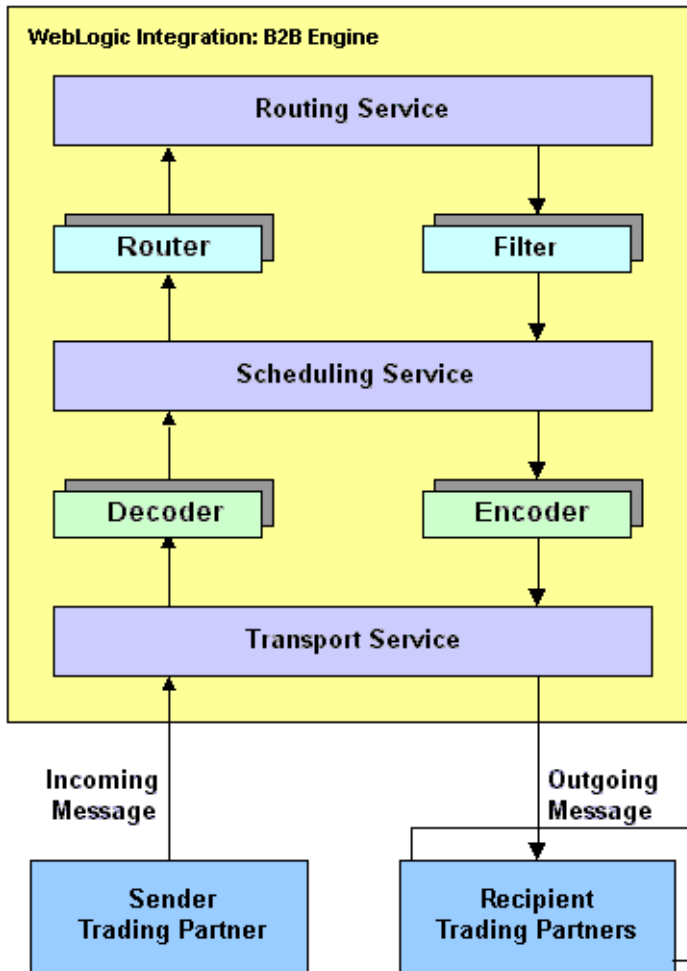 WebLogic Integration: B2B Engine
Routing Service
Router
Filter
Scheduling Service
Decoder
Encoder
Transport Service
Incoming
Message
Outgoing
Message
Sender
Trading Partner
Recipient
Trading Partners